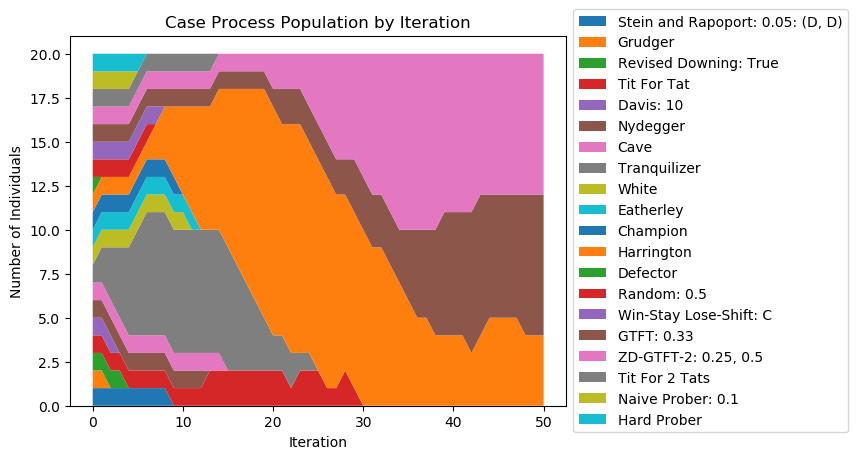 Case Process Population by Iteration
20.0
17.5
15.0
12.5
10.0
7.5
5.0
2.5
0.0
Number of Individuals
0 10 20 30 40 50
Iteration
Stein and Rapoport: 0.05: (D, D)
Grudger
Revised Downing: True
Tit For Tat
Davis: 10
Nydegger
Cave
Tranquilizer
White
Eatherley
Champion
Harrington
Defector
Random: 0.5
Win-Stay Lose-Shift: C
GTFT: 0.33
ZD-GTFT-2: 0.25, 0.5
Tit For 2 Tats
Naive Prober: 0.1
Hard Prober